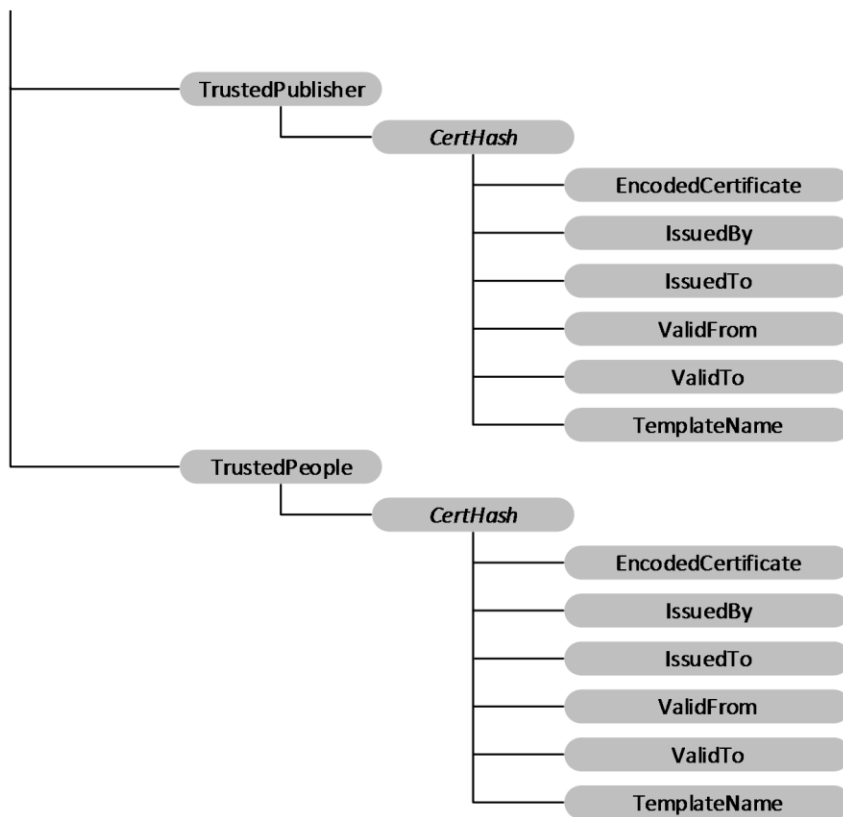 TrustedPublisher
CertHash
EncodedCertificate
IssuedBy
IssuedTo
ValidFrom
ValidTo
TemplateName
TrustedPeople
CertHash
EncodedCertificate
IssuedBy
IssuedTo
ValidFrom
ValidTo
TemplateName